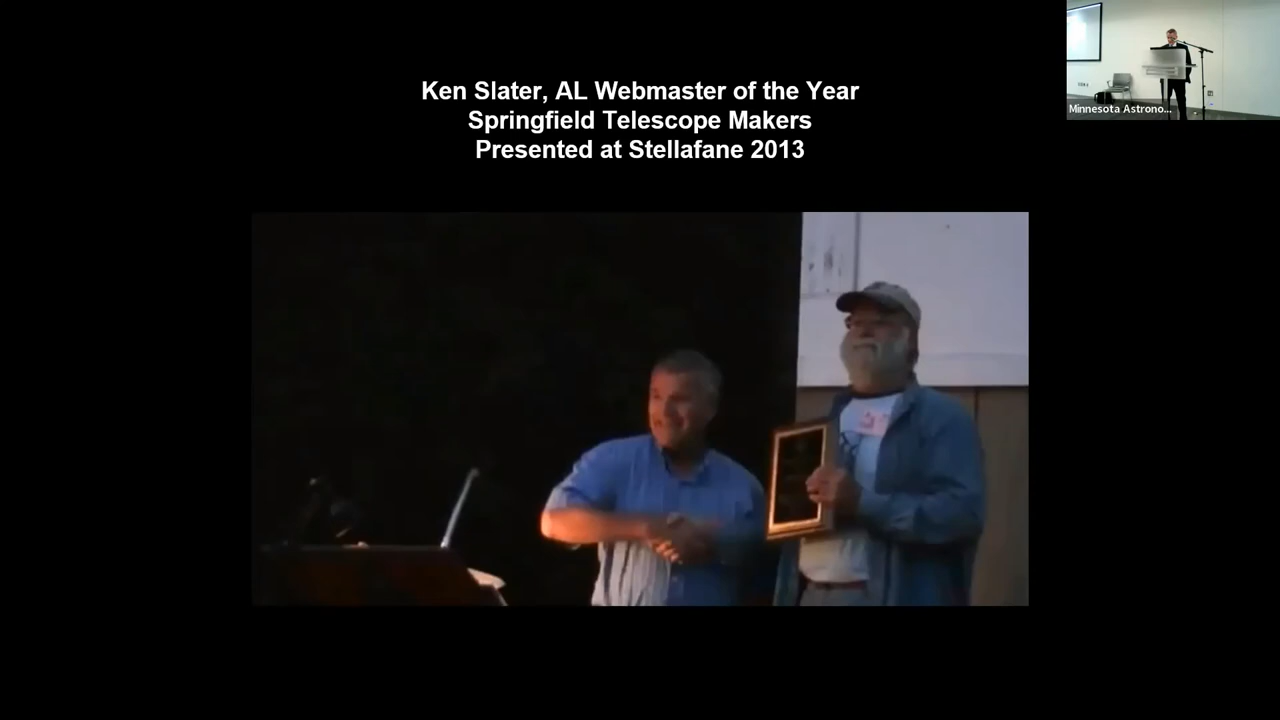 Ken Slater, AL Webmaster of the Year
Springfield Telescope Makers
Presented at Stellafane 2013
Minnesota Astrono...